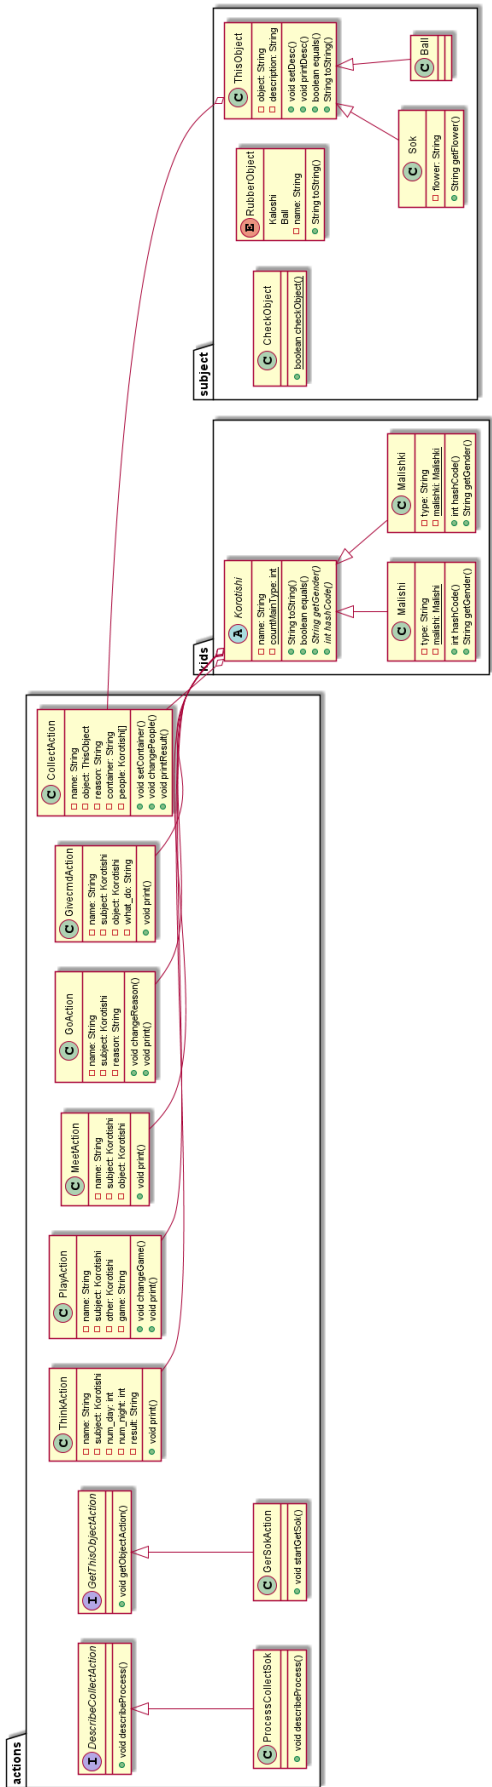 actions
DescribeCollectAction
void describeProcess()
GetThisObjectAction
void getObjectAction()
ThinkAction
name: String
subject: Korotishi
num_day: int
num_night: int
result: String
void print()
PlayAction
name: String
subject: Korotishi
other: Korotishi
game: String
void changeGame()
void print()
MeetAction
name: String
subject: Korotishi
object: Korotishi
void print()
GoAction
name: String
subject: Korotishi
reason: String
void changeReason()
void print()
GivecmdAction
name: String
subject: Korotishi
object: Korotishi
what_do: String
void print()
CollectAction
name: String
object: ThisObject
reason: String
container: String
people: Korotishi[]
void setContainer()
void changePeople()
void printResult()
ProcessCollectSok
void describeProcess()
GerSokAction
void startGetSok()
kids
Korotishi
name: String
countMainType: int
String toString()
boolean equals()
String getGender()
int hashCode()
Malishi
type: String
malishi: Malishi
int hashCode()
String getGender()
Malishki
type: String
malishki: Malishki
int hashCode()
String getGender()
subject
CheckObject
boolean checkObject()
RubberObject
Kaloshi
Ball
name: String
String toString()
ThisObject
object: String
description: String
void setDesc()
void printDesc()
boolean equals()
String toString()
Sok
flower: String
String getFlower()
Ball